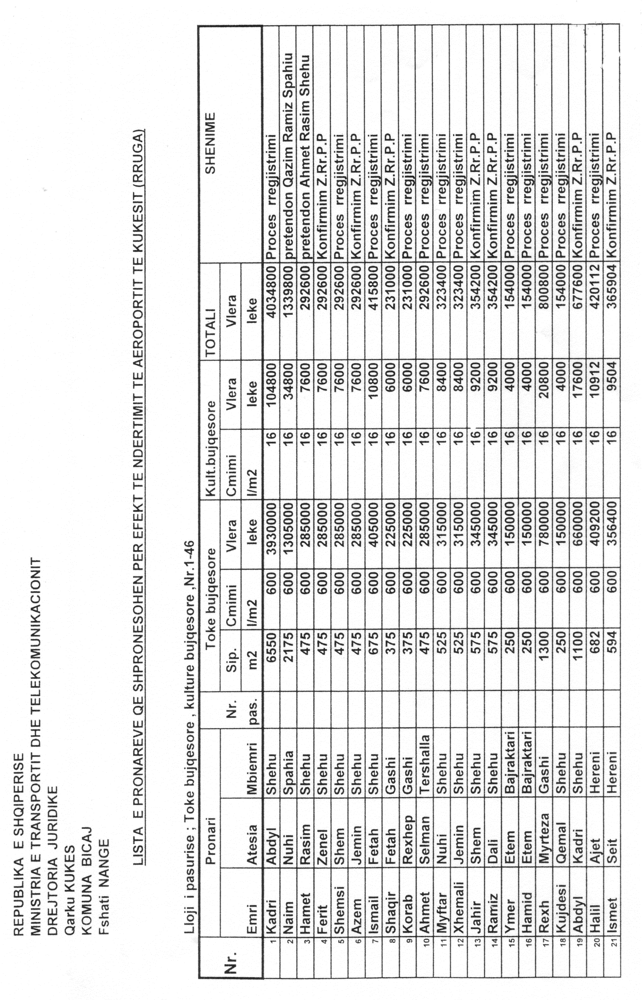 REPUBLIKA E SHQIPERISE
MINISTRIA E TRANSPORTIT DHE TELEKOMUNIKACIONIT
DREJTORIA JURIDIKE
Qarku KUKES
KOMUNA BICAJ
Fshati NANGE
LISTA E PRONAREVE QE SHPRONESOHEN PER EFEKT TE NDERTIMIT TE AEROPORTIT TE KUKESIT (RRUGA)
Lloji i pasurise ; Toke bujqesore , kulture bujqesore ,Nr.1-46
Nr. Pronari Toke bujqesore Kult.bujqesore TOTALI SHENIME
Nr. Sip. Cmimi Vlera Cmimi Vlera Vlera
Emri Atesia Mbiemri pas. m2 l/m2 leke l/m2 leke leke
1 Kadri Abdyl Shehu 6550 600 3930000 16 104800 4034800 Proces rregjistrimi
2 Naim Nuhi Spahia 2175 600 1305000 16 34800 1339800 pretendon Qazim Ramiz Spahiu
3 Hamet Rasim Shehu 475 600 285000 16 7600 292600 pretendon Ahmet Rasim Shehu
4 Ferit Zenel Shehu 475 600 285000 16 7600 292600 Konfirmim Z.Rr.P.P
5 Shemsi Shem Shehu 475 600 285000 16 7600 292600 Proces rregjistrimi
6 Azem Jemin Shehu 475 600 285000 16 7600 292600 Konfirmim Z.Rr.P.P
7 Ismail Fetah Shehu 675 600 405000 16 10800 415800 Proces rregjistrimi
8 Shaqir Fetah Gashi 375 600 225000 16 6000 231000 Konfirmim Z.Rr.P.P
9 Korab Rexhep Gashi 375 600 225000 16 6000 231000 Proces rregjistrimi
10 Ahmet Selman Tershalla 475 600 285000 16 7600 292600 Proces rregjistrimi
11 Myftar Nuhi Shehu 525 600 315000 16 8400 323400 Proces rregjistrimi
12 Xhemali Jemin Shehu 525 600 315000 16 8400 323400 Proces rregjistrimi
13 Jahir Shem Shehu 575 600 345000 16 9200 354200 Konfirmim Z.Rr.P.P
14 Ramiz Dali Shehu 575 600 345000 16 9200 354200 Konfirmim Z.Rr.P.P
15 Ymer Etem Bajraktari 250 600 150000 16 4000 154000 Proces rregjistrimi
16 Hamid Etem Bajraktari 250 600 150000 16 4000 154000 Proces rregjistrimi
17 Rexh Myrteza Gashi 1300 600 780000 16 20800 800800 Proces rregjistrimi
18 Kujdesi Qemal Shehu 250 600 150000 16 4000 154000 Proces rregjistrimi
19 Abdyl Kadri Shehu 1100 600 660000 16 17600 677600 Konfirmim Z.Rr.P.P
20 Halil Ajet Hereni 682 600 409200 16 10912 420112 Proces rregjistrimi
21 Ismet Seit Hereni 594 600 356400 16 9504 365904 Konfirmim Z.Rr.P.P